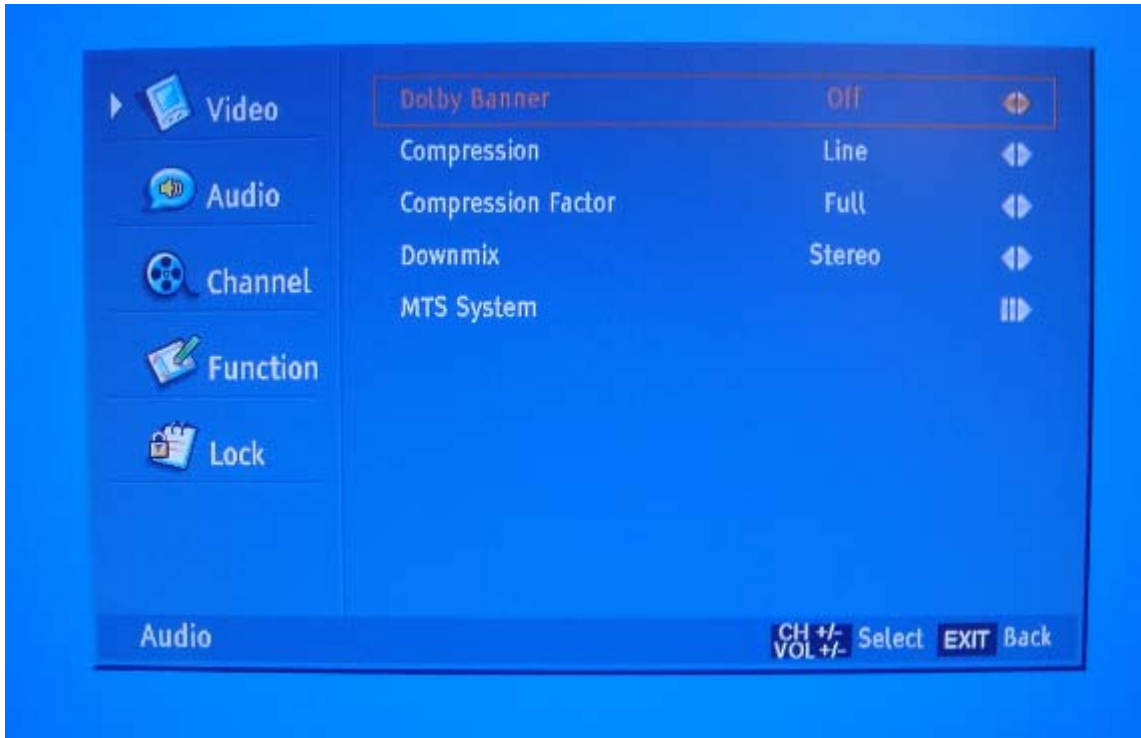 Video
Audio
Channel
Function
Lock
Dolby Banner Off
Compression Line
Compression Factor Full
Downmix Stereo
MTS System
Audio
CH +/- VOL +/- Select EXIT Back